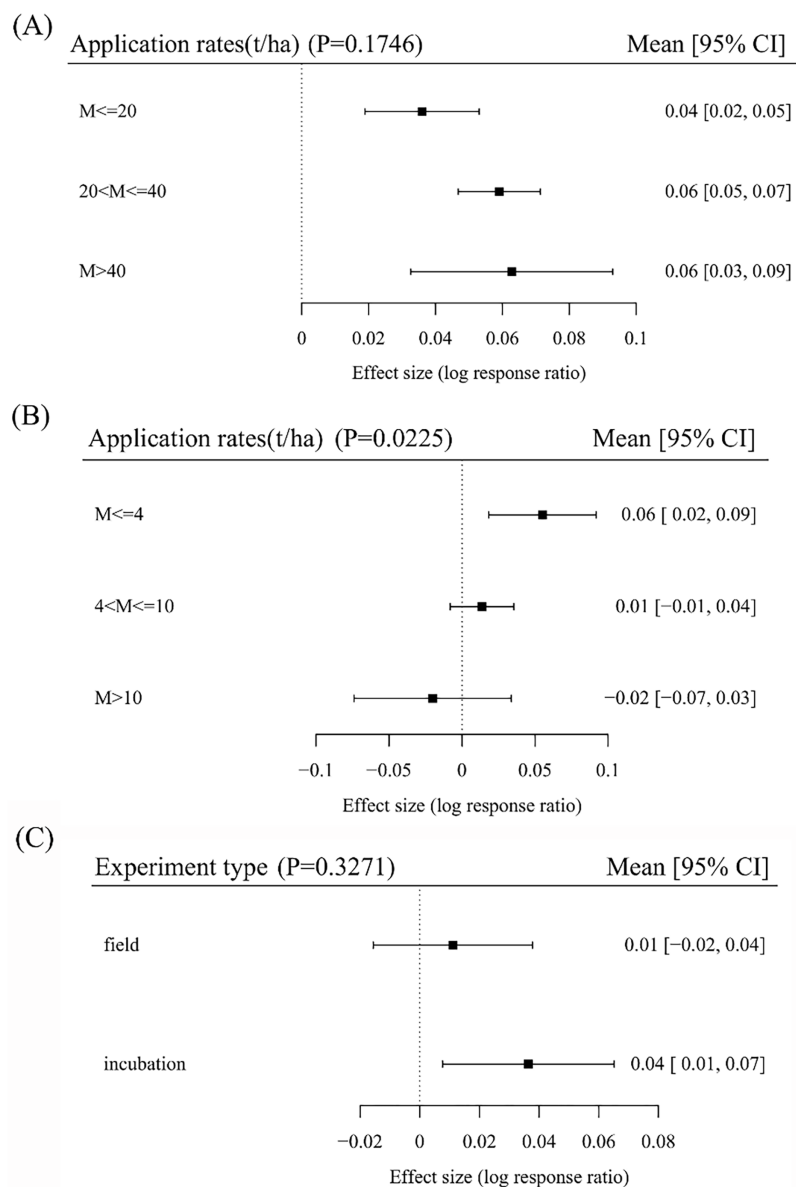 (A)
Application rates(t/ha) (P=0.1746) Mean [95% CI]
M<=20 0.04 [0.02, 0.05]
20<M<=40 0.06 [0.05, 0.07]
M>40 0.06 [0.03, 0.09]
0 0.02 0.04 0.06 0.08 0.1
Effect size (log response ratio)
(B)
Application rates(t/ha) (P=0.0225) Mean [95% CI]
M<=4 0.06 [ 0.02, 0.09]
4<M<=10 0.01 [−0.01, 0.04]
M>10 −0.02 [−0.07, 0.03]
−0.1 −0.05 0 0.05 0.1
Effect size (log response ratio)
(C)
Experiment type (P=0.3271) Mean [95% CI]
field 0.01 [−0.02, 0.04]
incubation 0.04 [ 0.01, 0.07]
−0.02 0 0.02 0.04 0.06 0.08
Effect size (log response ratio)